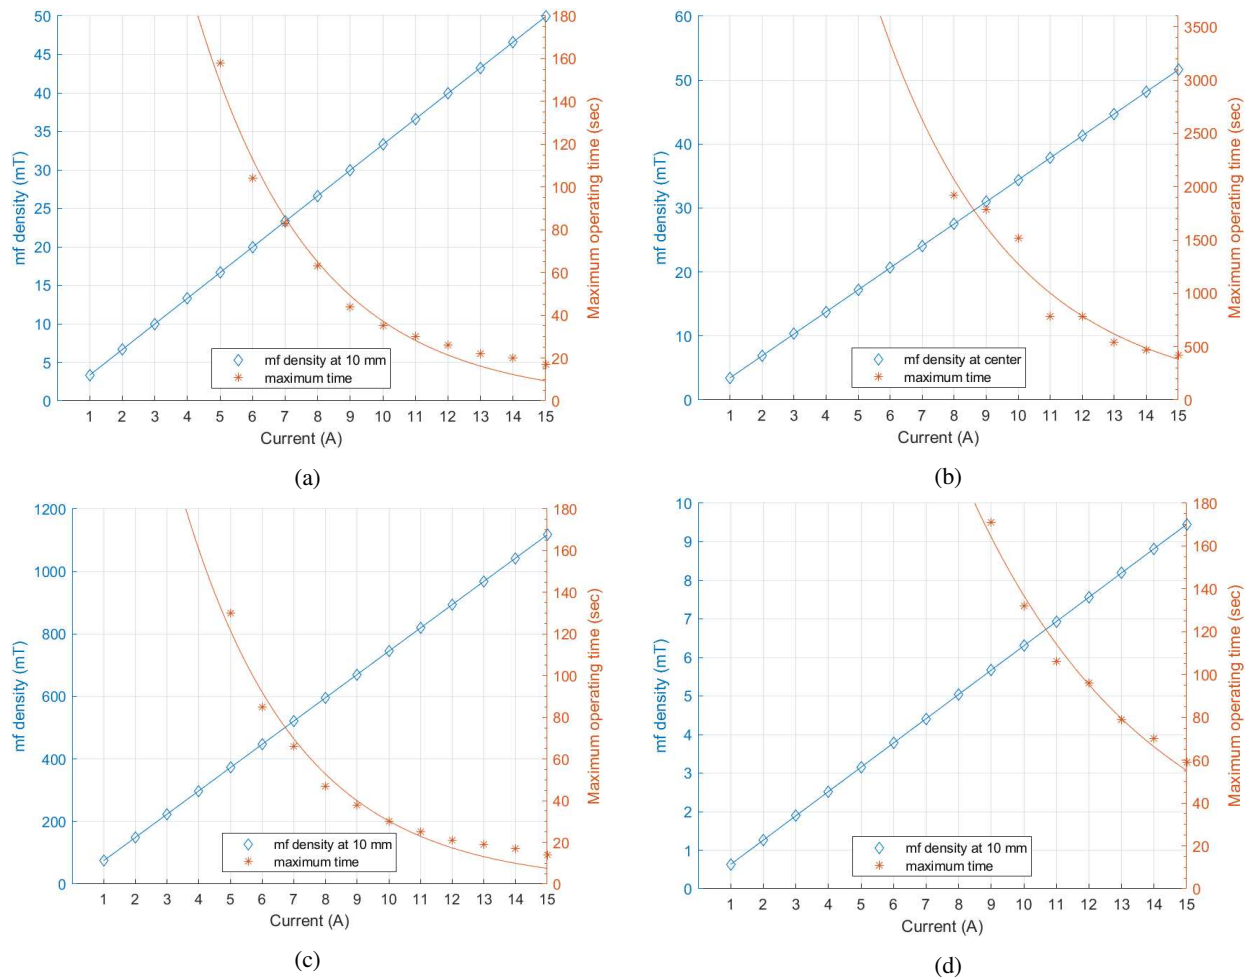 50
45
40
35
30
25
20
15
10
5
0
mf density (mT)
180
160
140
120
100
80
60
40
20
0
Maximum operating time (sec)
mf density at 10 mm
maximum time
1 2 3 4 5 6 7 8 9 10 11 12 13 14 15
Current (A)
(a)
60
50
40
30
20
10
0
mf density (mT)
3500
3000
2500
2000
1500
1000
500
0
Maximum operating time (sec)
mf density at center
maximum time
1 2 3 4 5 6 7 8 9 10 11 12 13 14 15
Current (A)
(b)
1200
1000
800
600
400
200
0
mf density (mT)
180
160
140
120
100
80
60
40
20
0
Maximum operating time (sec)
mf density at 10 mm
maximum time
1 2 3 4 5 6 7 8 9 10 11 12 13 14 15
Current (A)
(c)
10
9
8
7
6
5
4
3
2
1
0
mf density (mT)
180
160
140
120
100
80
60
40
20
0
Maximum operating time (sec)
mf density at 10 mm
maximum time
1 2 3 4 5 6 7 8 9 10 11 12 13 14 15
Current (A)
(d)